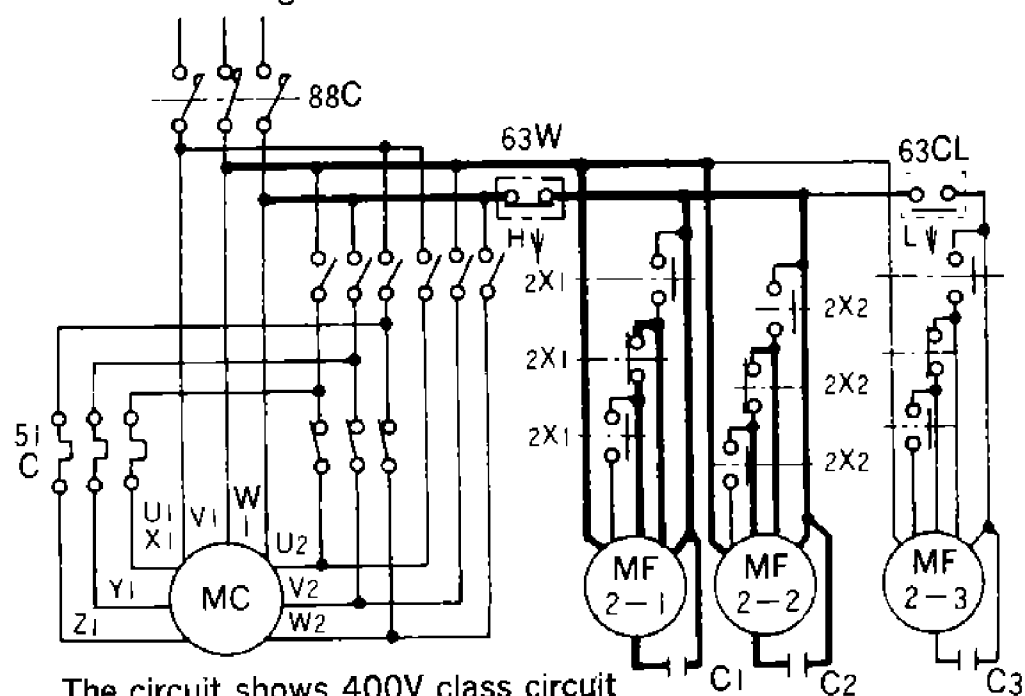 88C
63W
63CL
H
L
2X1
2X2
2X1
2X2
2X1
2X2
51
C
U1
X1
V1
W
1
U2
Y1
V2
Z1
W2
MC
MF
2-1
MF
2-2
MF
2-3
C1
C2
C3
The circuit shows 400V class circuit